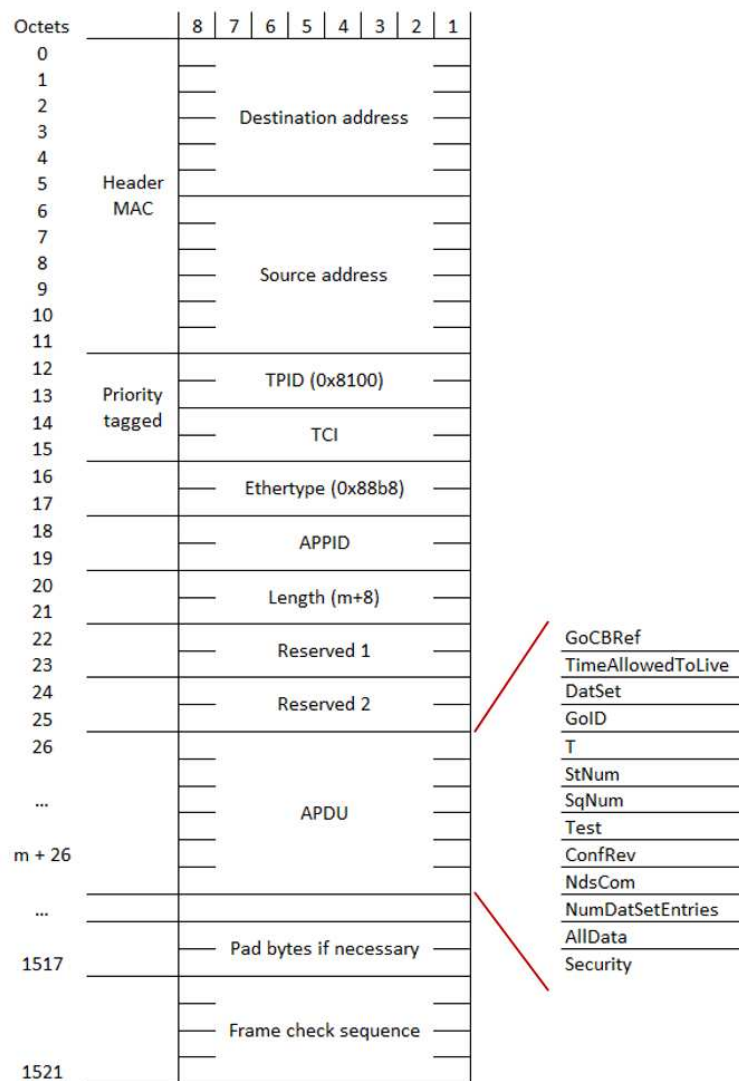 Octets 8 7 6 5 4 3 2 1
0
1
2
3
4
5
6
7
8
9
10
11
Header
MAC
Destination address
Source address
12
13
14
15
Priority
tagged
TPID (0x8100)
TCI
16
17
Ethertype (0x88b8)
18
19
APPID
20
21
Length (m+8)
22
23
Reserved 1
24
25
Reserved 2
26
...
m + 26
APDU
...
1517
Pad bytes if necessary
Frame check sequence
1521
GoCBRef
TimeAllowedToLive
DatSet
GoID
T
StNum
SqNum
Test
ConfRev
NdsCom
NumDatSetEntries
AllData
Security